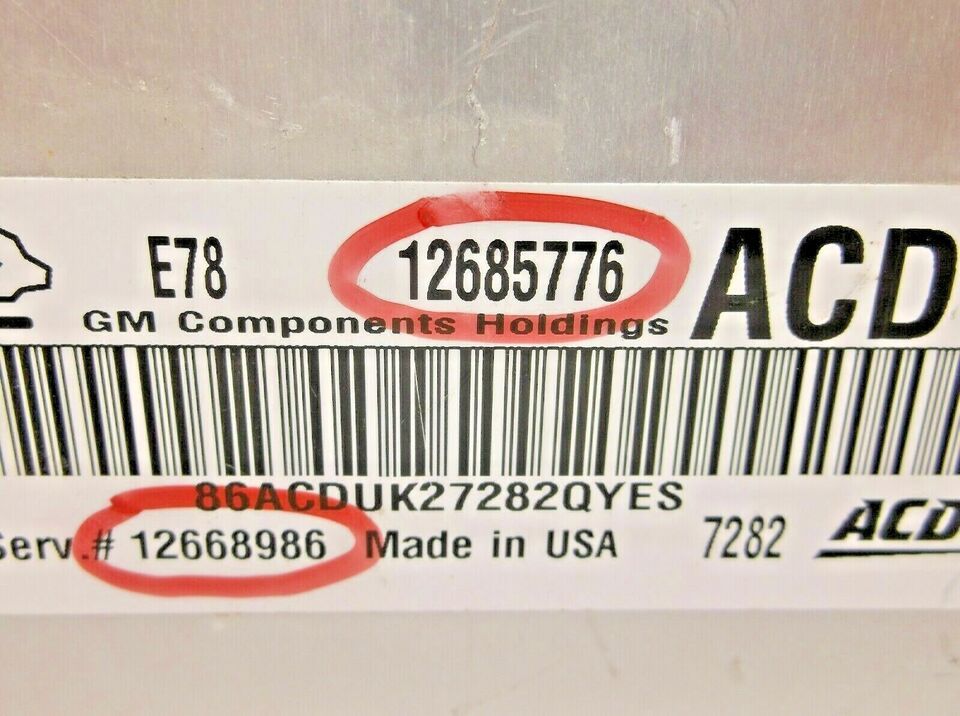 E78 12685776 ACD
GM Components Holdings
86ACDUK27282QYES
Serv.# 12668986 Made in USA 7282 ACD